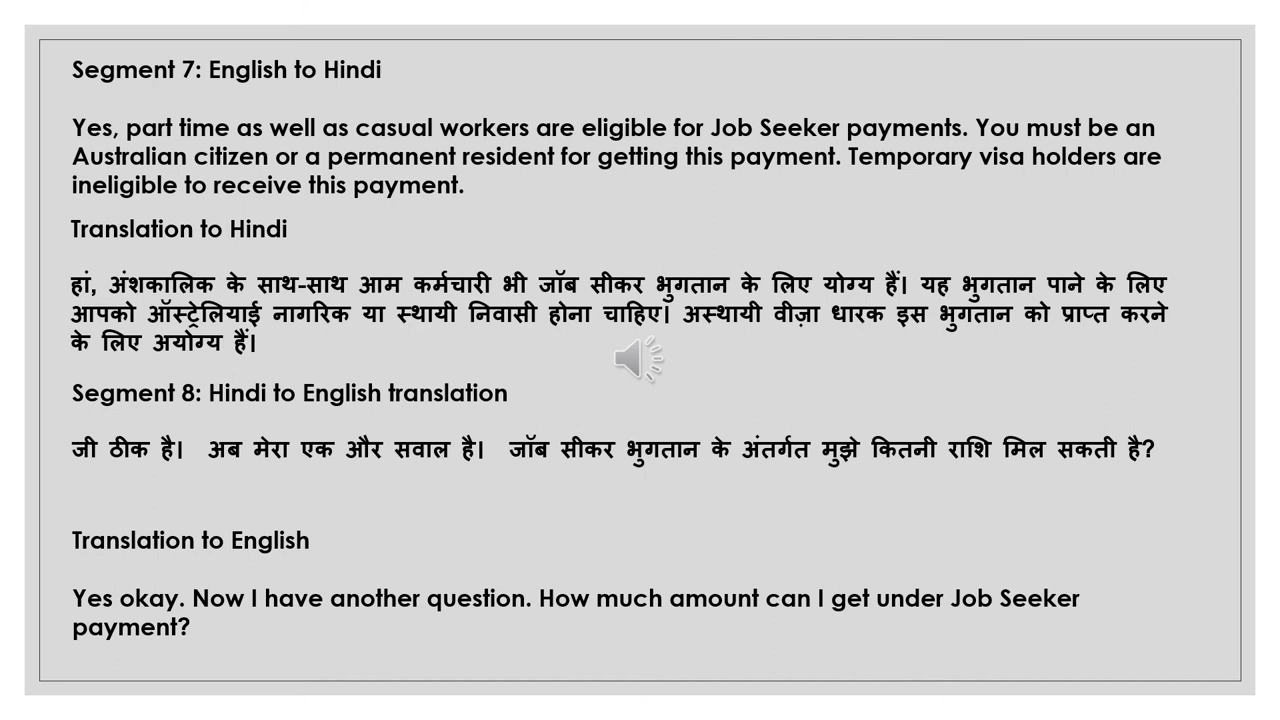 Segment 7: English to Hindi
Yes, part time as well as casual workers are eligible for Job Seeker payments. You must be an
Australian citizen or a permanent resident for getting this payment. Temporary visa holders are
ineligible to receive this payment.
Translation to Hindi
हां, अंशकालिक के साथ-साथ आम कर्मचारी भी जॉब सीकर भुगतान के लिए योग्य हैं। यह भुगतान पाने के लिए
आपको ऑस्ट्रेलियाई नागरिक या स्थायी निवासी होना चाहिए। अस्थायी वीज़ा धारक इस भुगतान को प्राप्त करने
के लिए अयोग्य हैं।
Segment 8: Hindi to English translation
जी ठीक है। अब मेरा एक और सवाल है। जॉब सीकर भुगतान के अंतर्गत मुझे कितनी राशि मिल सकती है?
Translation to English
Yes okay. Now I have another question. How much amount can I get under Job Seeker
payment?